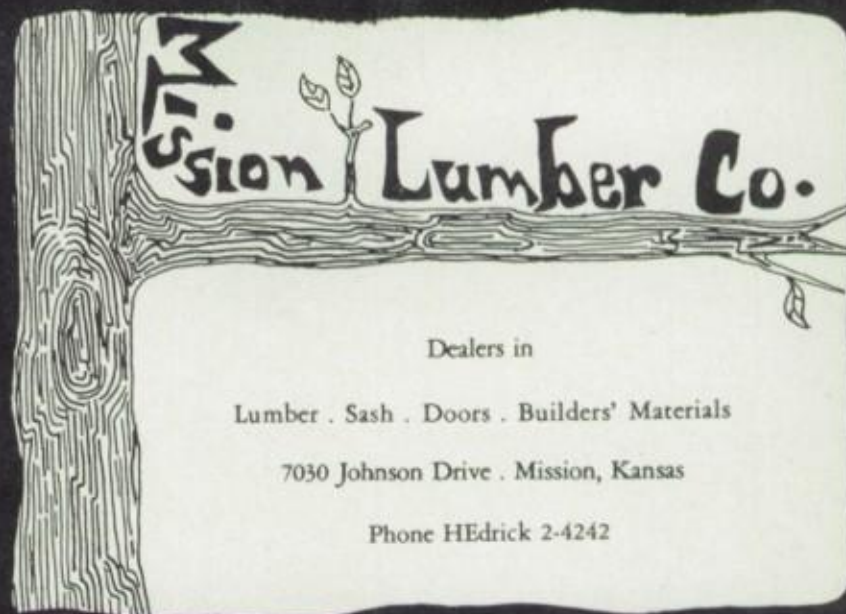 Mission Lumber Co.
Dealers in
Lumber . Sash . Doors . Builders' Materials
7030 Johnson Drive . Mission, Kansas
Phone HEdrick 2-4242